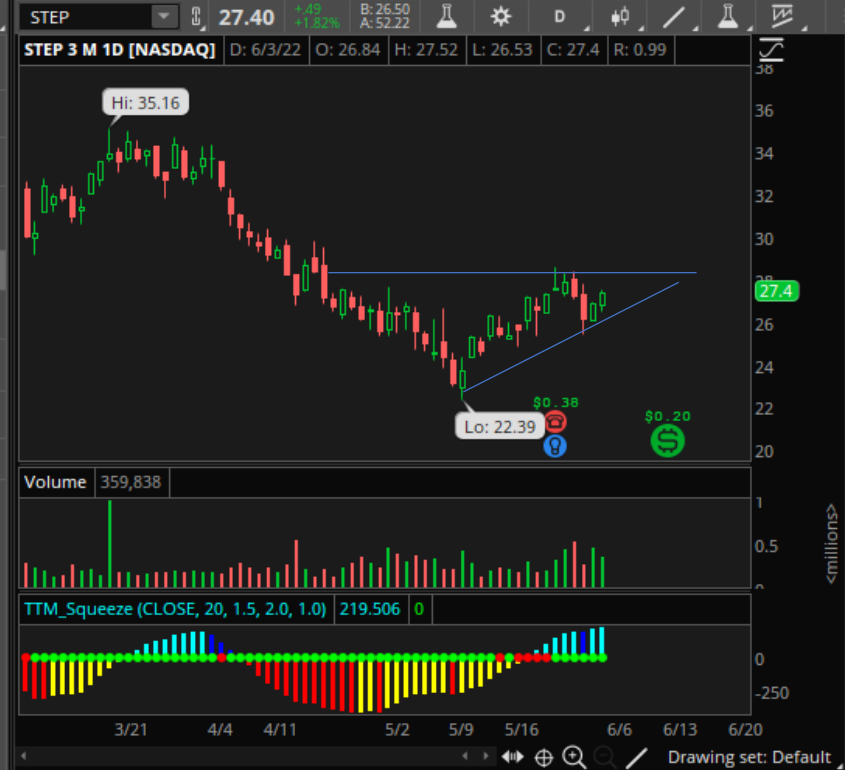 STEP
27.40
+.49
+1.82%
B: 26.50
A: 52.22
D
STEP 3 M 1D [NASDAQ]
D: 6/3/22
O: 26.84
H: 27.52
L: 26.53
C: 27.4
R: 0.99
38
Hi: 35.16
36
34
32
30
28
27.4
26
24
22
20
$0.38
Lo: 22.39
$0.20
Volume
359,838
1
0.5
0
<millions>
TTM_Squeeze (CLOSE, 20, 1.5, 2.0, 1.0)
219.506
0
0
-250
3/21
4/4
4/11
5/2
5/9
5/16
6/6
6/13
6/20
Drawing set: Default